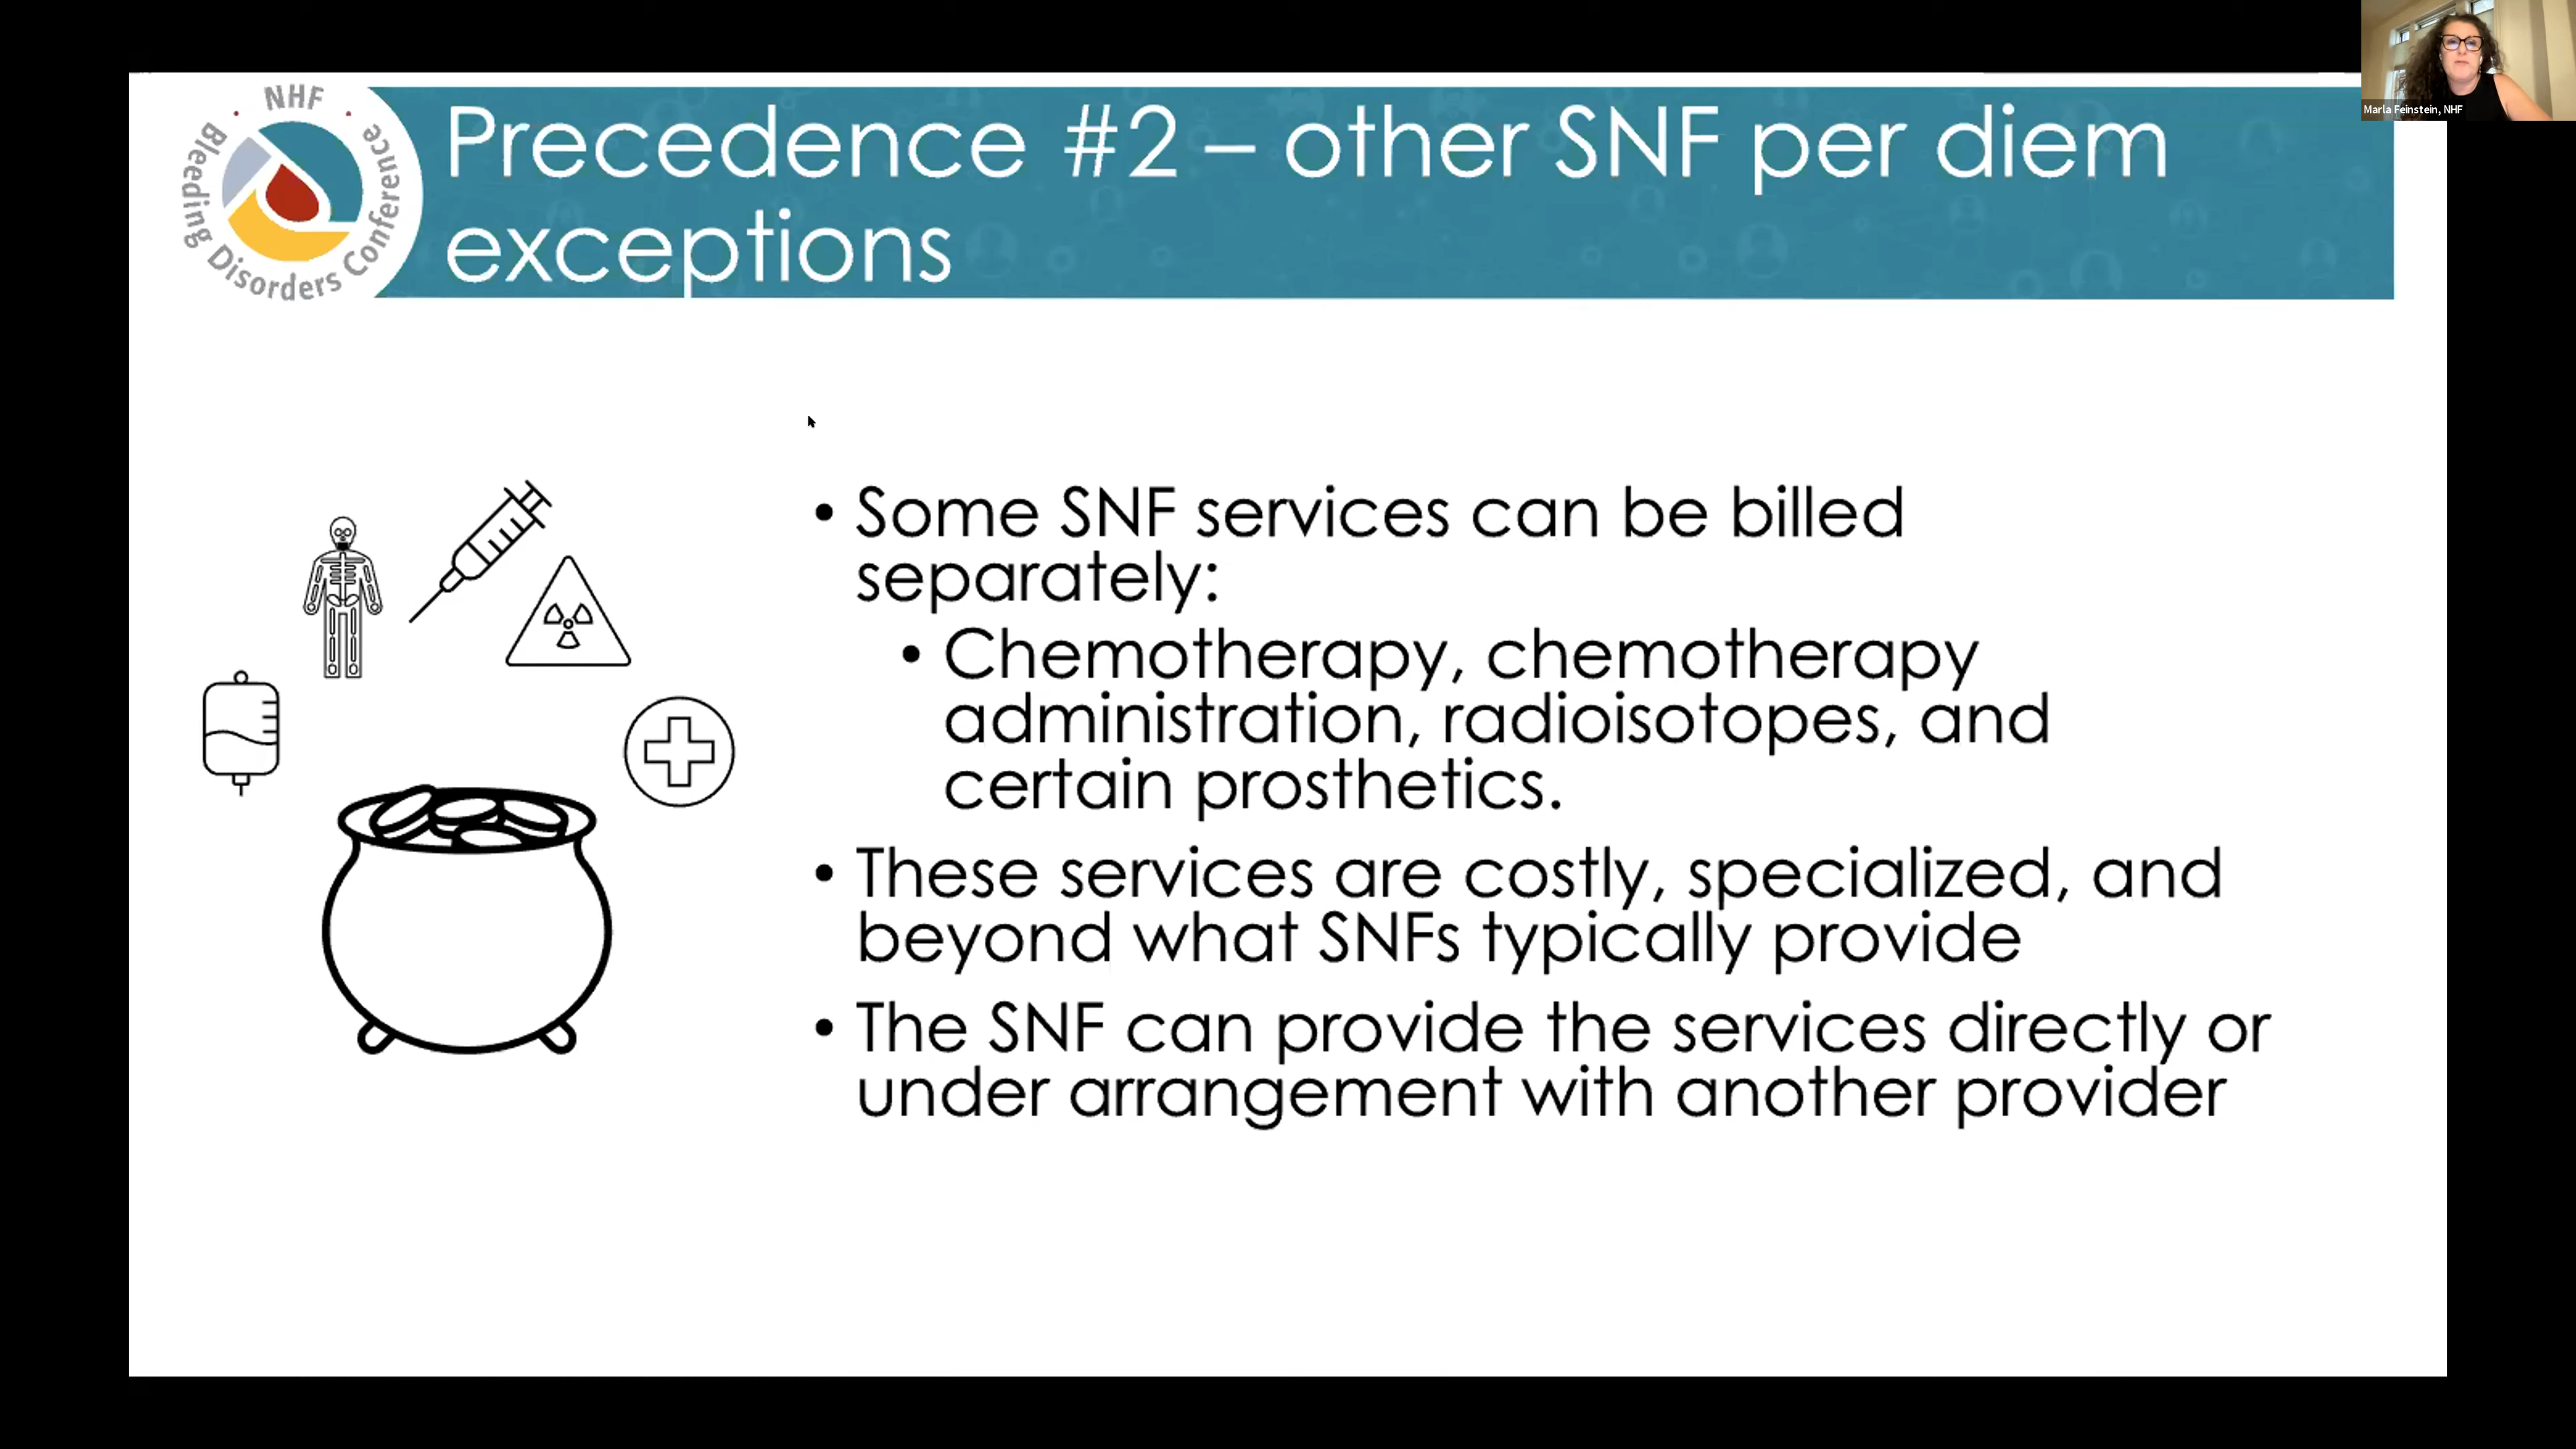 NHF
Bleeding Disorders Conference
Precedence #2 – other SNF per diem
exceptions
Marla Feinstein, NHF
• Some SNF services can be billed
separately:
• Chemotherapy, chemotherapy
administration, radioisotopes, and
certain prosthetics.
• These services are costly, specialized, and
beyond what SNFs typically provide
• The SNF can provide the services directly or
under arrangement with another provider